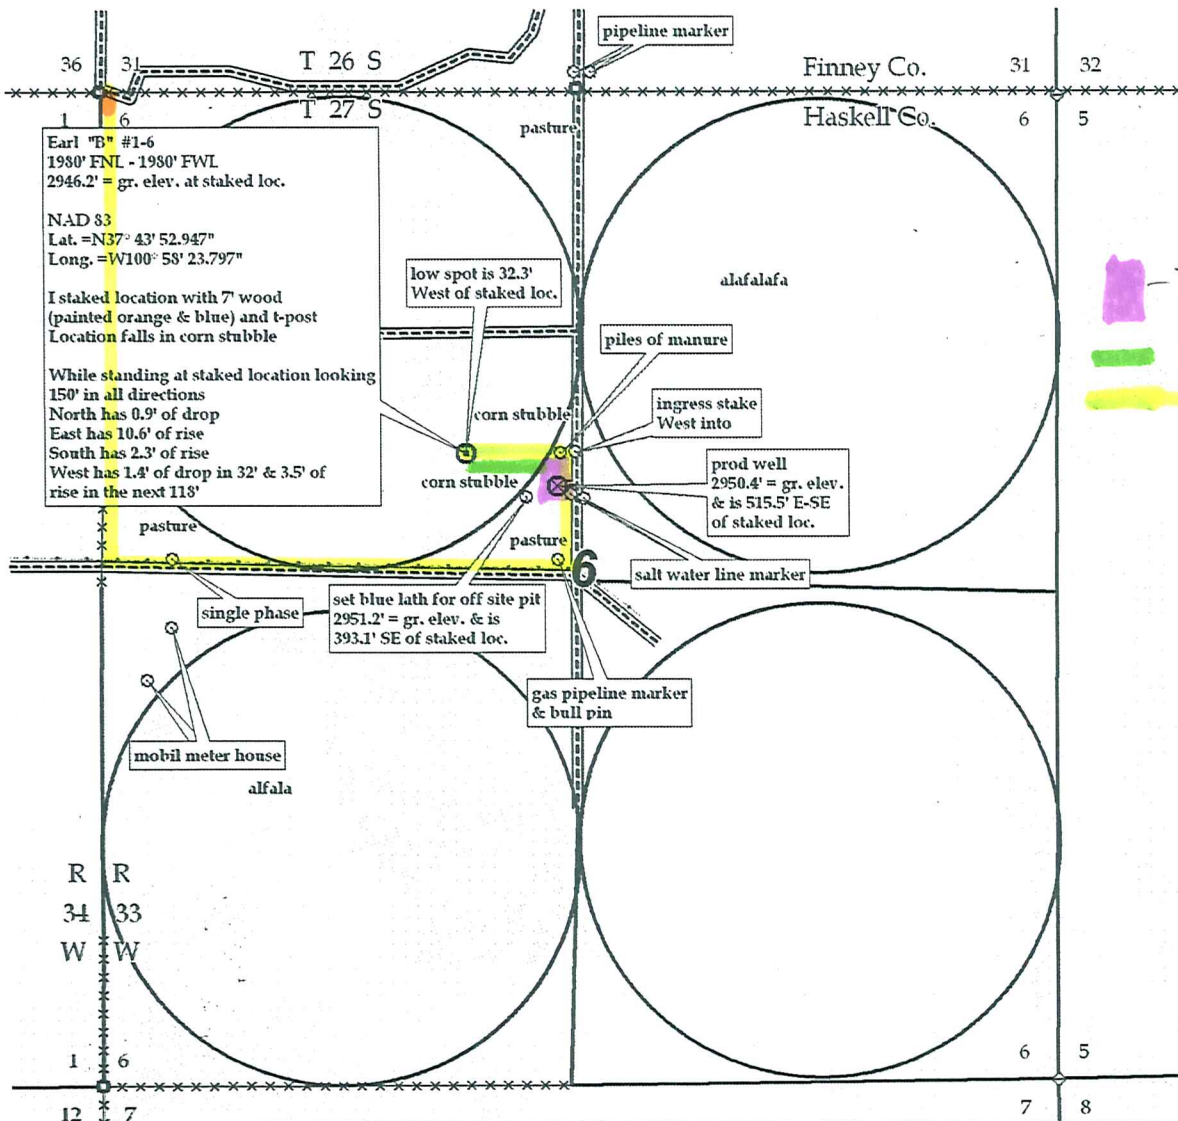 pipeline marker
36 31
T 26 S
Finney Co.
31 32
1 6
T 27 S
Haskell Co.
6 5
pasture
Earl "B" #1-6
1980' FNL - 1980' FWL
2946.2' = gr. elev. at staked loc.
NAD 83
Lat. =N37° 43' 52.947"
Long. =W100° 58' 23.797"
I staked location with 7' wood
(painted orange & blue) and t-post
Location falls in corn stubble
While standing at staked location looking
150' in all directions
North has 0.9' of drop
East has 10.6' of rise
South has 2.3' of rise
West has 1.4' of drop in 32' & 3.5' of
rise in the next 118'
low spot is 32.3'
West of staked loc.
alafalafa
piles of manure
corn stubble
ingress stake
West into
corn stubble
prod well
2950.4' = gr. elev.
& is 515.5' E-SE
of staked loc.
pasture
pasture
6
salt water line marker
single phase
set blue lath for off site pit
2951.2' = gr. elev. & is
393.1' SE of staked loc.
gas pipeline marker
& bull pin
mobil meter house
alfala
R R
34 33
W W
1 6
6 5
12 7
7 8